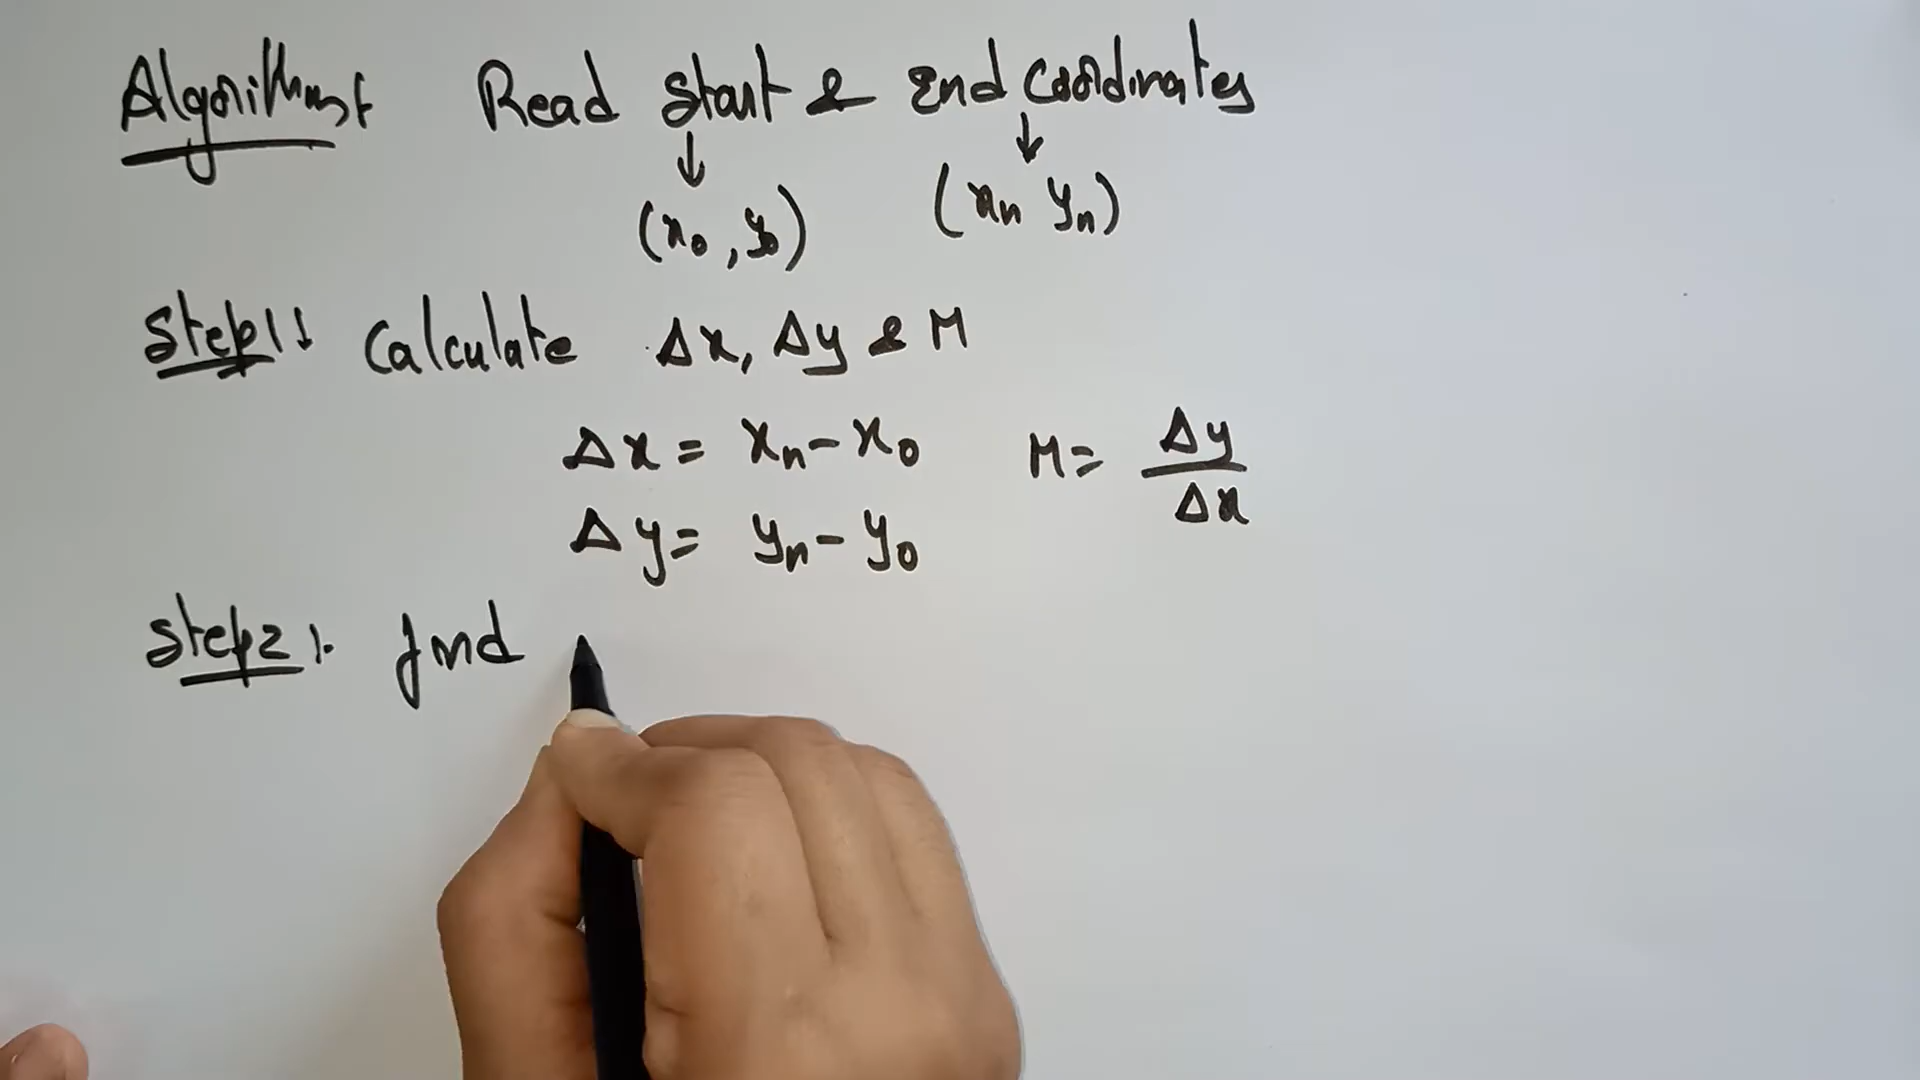 Algorithm:- Read Start & End Coordinates
↓ ↓
(x₀, y₀) (xₙ yₙ)
Step1:- Calculate Δx, Δy & M
Δx = xₙ - x₀ M = Δy/Δx
Δy = yₙ - y₀
Step2:- find